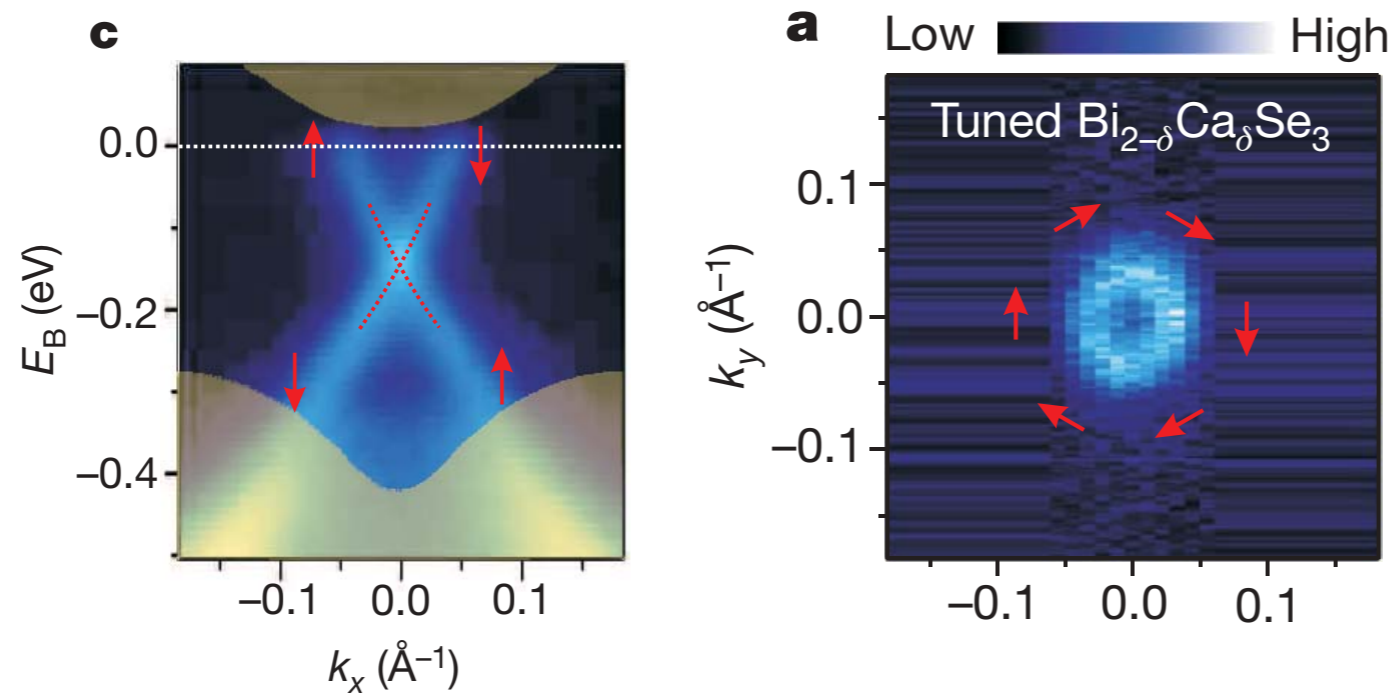 c
0.0
−0.2
−0.4
E_B (eV)
−0.1 0.0 0.1
k_x (Å⁻¹)
a
Low High
Tuned Bi₂₋δCaδSe₃
0.1
0.0
−0.1
k_y (Å⁻¹)
−0.1 0.0 0.1